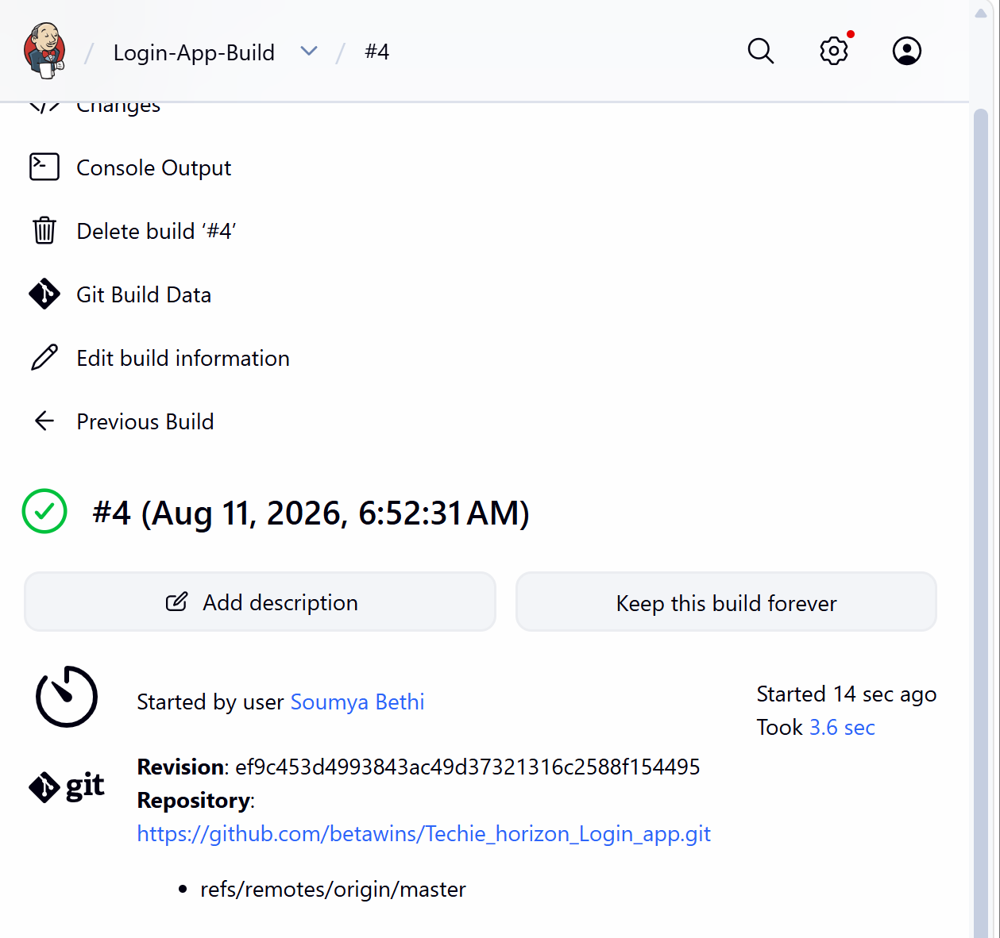 / Login-App-Build / #4
Changes
Console Output
Delete build ‘#4’
Git Build Data
Edit build information
Previous Build
#4 (Aug 11, 2026, 6:52:31 AM)
Add description
Keep this build forever
Started by user Soumya Bethi
Started 14 sec ago
Took 3.6 sec
git
Revision: ef9c453d4993843ac49d37321316c2588f154495
Repository:
https://github.com/betawins/Techie_horizon_Login_app.git
• refs/remotes/origin/master